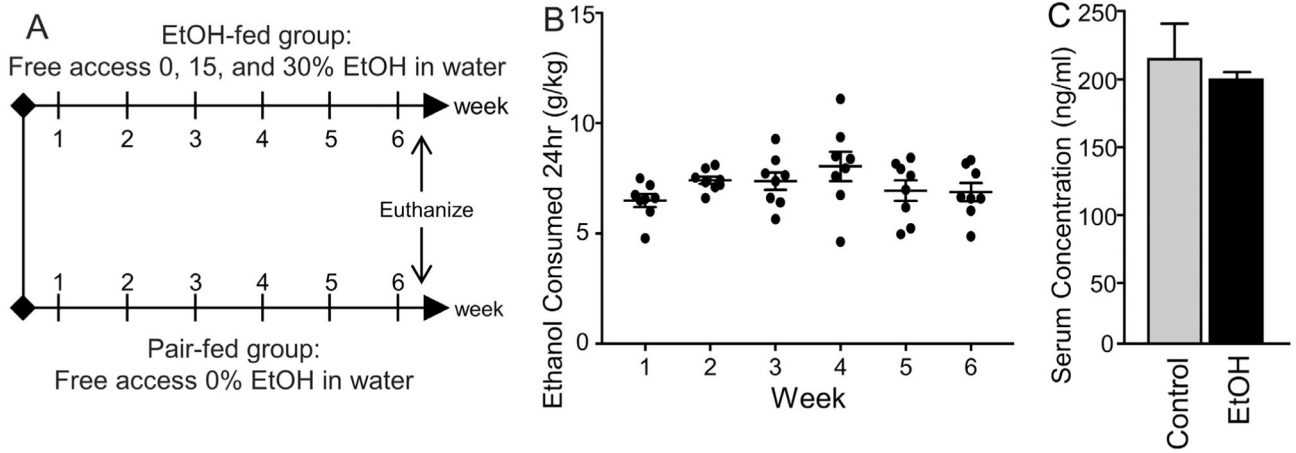 A
EtOH-fed group:
Free access 0, 15, and 30% EtOH in water
week
1 2 3 4 5 6
Euthanize
1 2 3 4 5 6
week
Pair-fed group:
Free access 0% EtOH in water
B
Ethanol Consumed 24hr (g/kg)
15
10
5
0
1 2 3 4 5 6
Week
C
Serum Concentration (ng/ml)
250
200
150
100
50
0
Control
EtOH